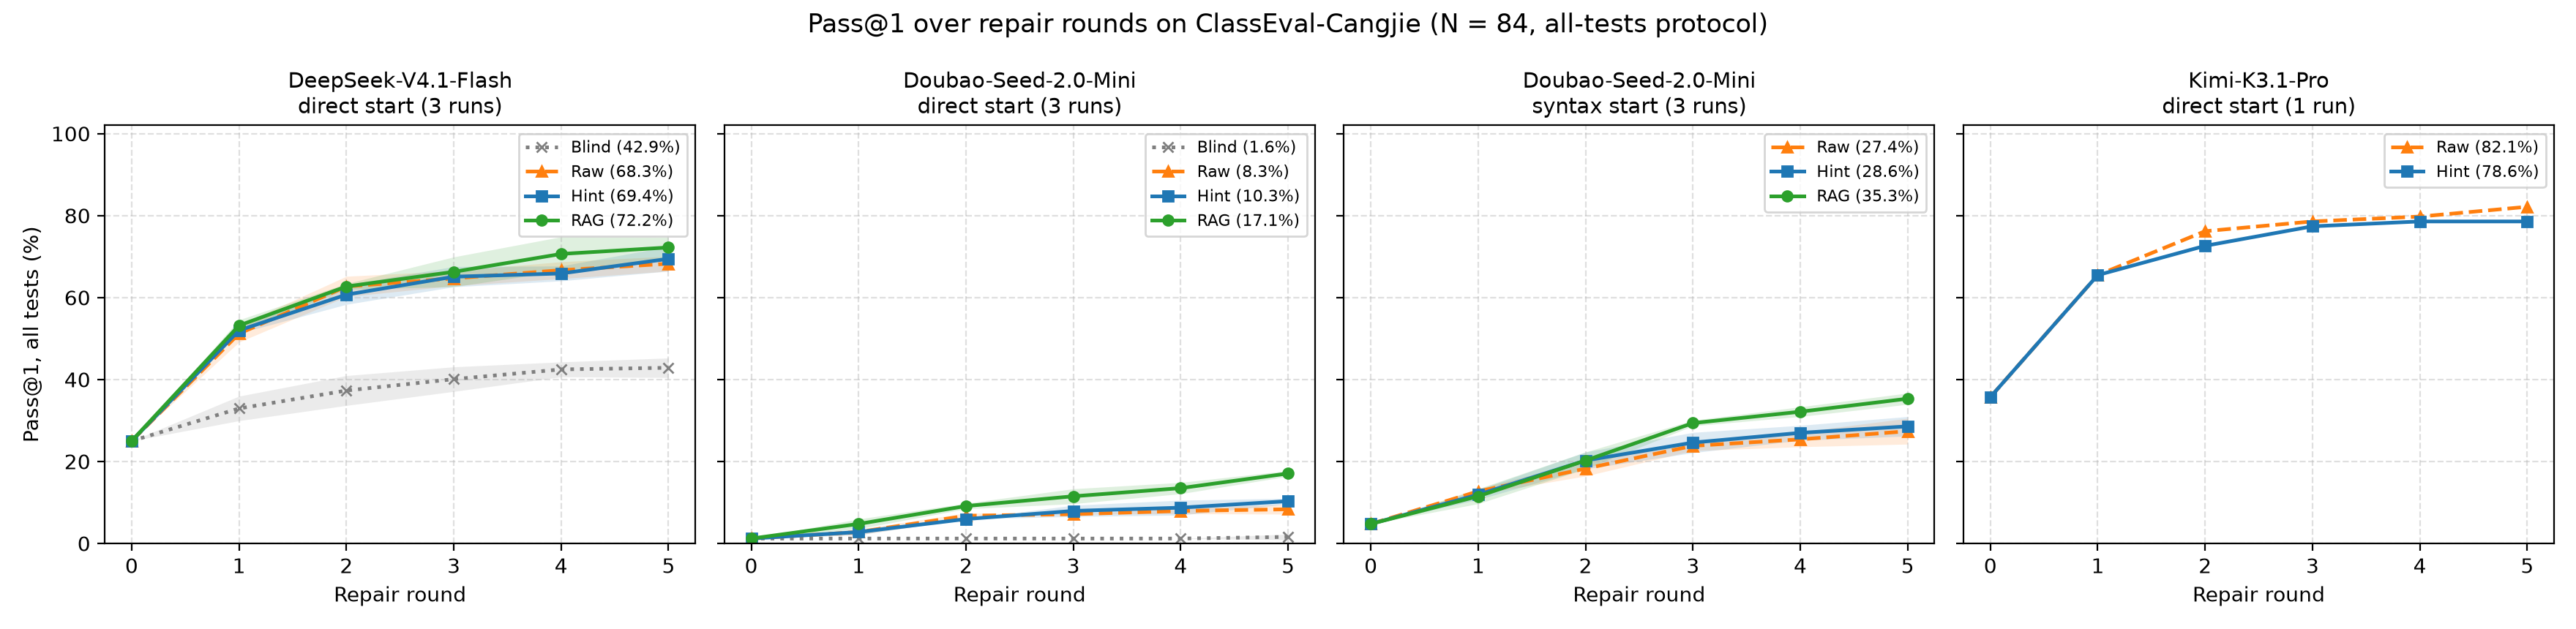 Pass@1 over repair rounds on ClassEval-Cangjie (N = 84, all-tests protocol)
DeepSeek-V4.1-Flash
direct start (3 runs)
Pass@1, all tests (%)
100
80
60
40
20
0
Blind (42.9%)
Raw (68.3%)
Hint (69.4%)
RAG (72.2%)
0 1 2 3 4 5
Repair round
Doubao-Seed-2.0-Mini
direct start (3 runs)
Blind (1.6%)
Raw (8.3%)
Hint (10.3%)
RAG (17.1%)
0 1 2 3 4 5
Repair round
Doubao-Seed-2.0-Mini
syntax start (3 runs)
Raw (27.4%)
Hint (28.6%)
RAG (35.3%)
0 1 2 3 4 5
Repair round
Kimi-K3.1-Pro
direct start (1 run)
Raw (82.1%)
Hint (78.6%)
0 1 2 3 4 5
Repair round